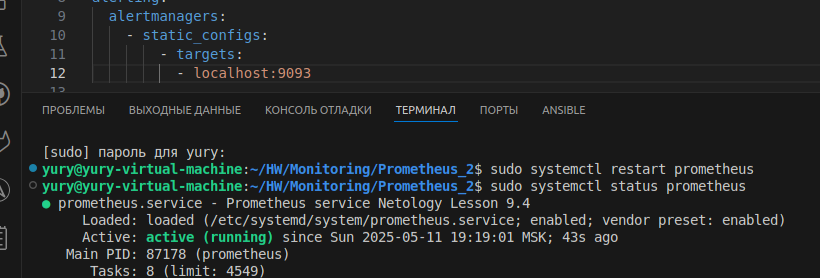 8 alerting:
9 alertmanagers:
10 - static_configs:
11 - targets:
12 - localhost:9093
13
ПРОБЛЕМЫ ВЫХОДНЫЕ ДАННЫЕ КОНСОЛЬ ОТЛАДКИ ТЕРМИНАЛ ПОРТЫ ANSIBLE
[sudo] пароль для yury:
yury@yury-virtual-machine:~/HW/Monitoring/Prometheus_2$ sudo systemctl restart prometheus
yury@yury-virtual-machine:~/HW/Monitoring/Prometheus_2$ sudo systemctl status prometheus
● prometheus.service - Prometheus service Netology Lesson 9.4
Loaded: loaded (/etc/systemd/system/prometheus.service; enabled; vendor preset: enabled)
Active: active (running) since Sun 2025-05-11 19:19:01 MSK; 43s ago
Main PID: 87178 (prometheus)
Tasks: 8 (limit: 4549)